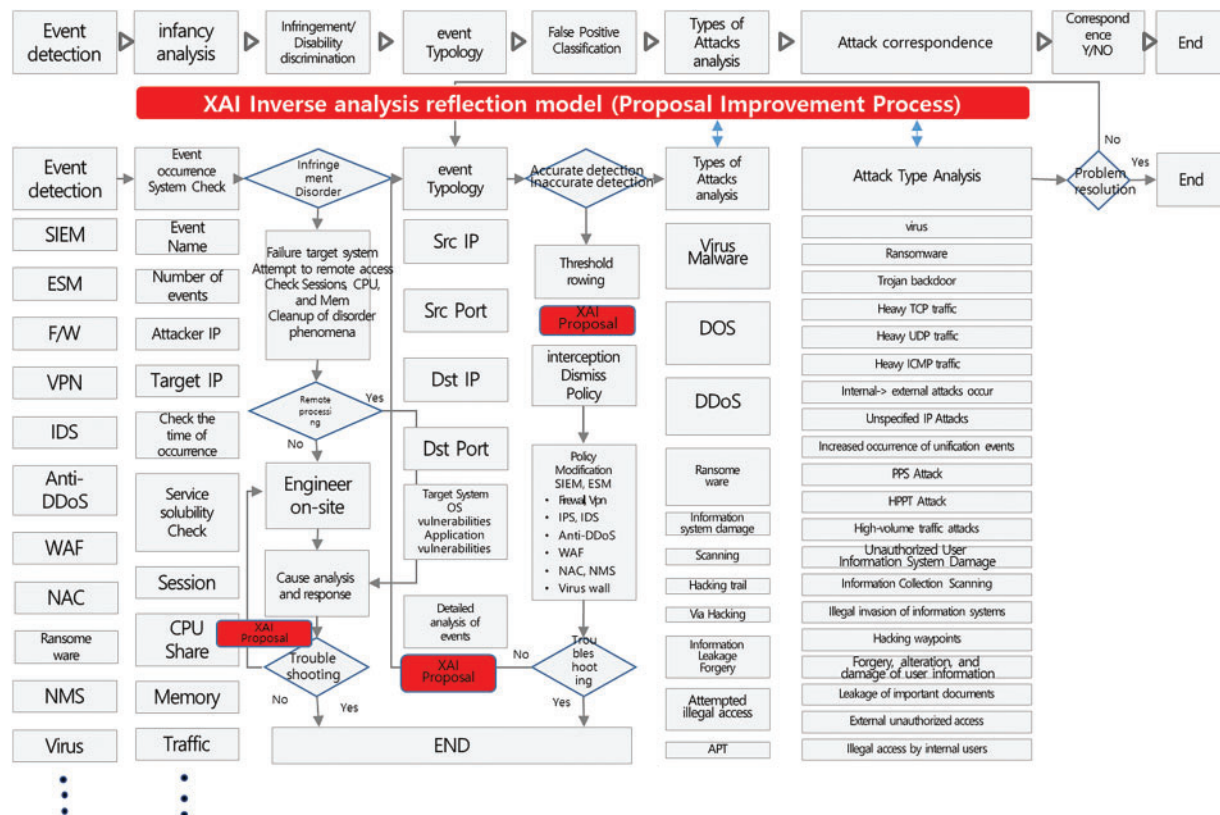 Event
detection
infancy
analysis
Infringement/
Disability
discrimination
event
Typology
False Positive
Classification
Types of
Attacks
analysis
Attack correspondence
Correspond
ence
Y/NO
End
XAI Inverse analysis reflection model (Proposal Improvement Process)
Event
detection
SIEM
ESM
F/W
VPN
IDS
Anti-
DDoS
WAF
NAC
Ransom
ware
NMS
Virus
Event
occurrence
System Check
Event
Name
Number of
events
Attacker IP
Target IP
Check the
time of
occurrence
Service
solubility
Check
Session
CPU
Share
Memory
Traffic
Infringe
ment
Disorder
Failure target system
Attempt to remote access
Check Sessions, CPU,
and Mem
Cleanup of disorder
phenomena
Remote
processi
ng
Yes
No
Engineer
on-site
Cause analysis
and response
XAI
Proposal
Trouble
shooting
No
Yes
END
event
Typology
Src IP
Src Port
Dst IP
Dst Port
Target System
OS
vulnerabilities
Application
vulnerabilities
Detailed
analysis of
events
XAI
Proposal
Accurate detection
Inaccurate detection
Threshold
rowing
XAI
Proposal
interception
Dismiss
Policy
Policy
Modification
SIEM, ESM
• Firewall, Vpn
• IPS, IDS
• Anti-DDoS
• WAF
• NAC, NMS
• Virus wall
No
Trou
bles
hoot
ing
Yes
Types of
Attacks
analysis
Virus
Malware
DOS
DDoS
Ransome
ware
Information
system damage
Scanning
Hacking trail
Via Hacking
Information
Leakage
Forgery
Attempted
illegal access
APT
Attack Type Analysis
virus
Ransomware
Trojan backdoor
Heavy TCP traffic
Heavy UDP traffic
Heavy ICMP traffic
Internal-> external attacks occur
Unspecified IP Attacks
Increased occurrence of unification events
PPS Attack
HPPT Attack
High-volume traffic attacks
Unauthorized User
Information System Damage
Information Collection Scanning
Illegal invasion of information systems
Hacking waypoints
Forgery, alteration, and
damage of user information
Leakage of important documents
External unauthorized access
Illegal access by internal users
No
Problem
resolution
Yes
End